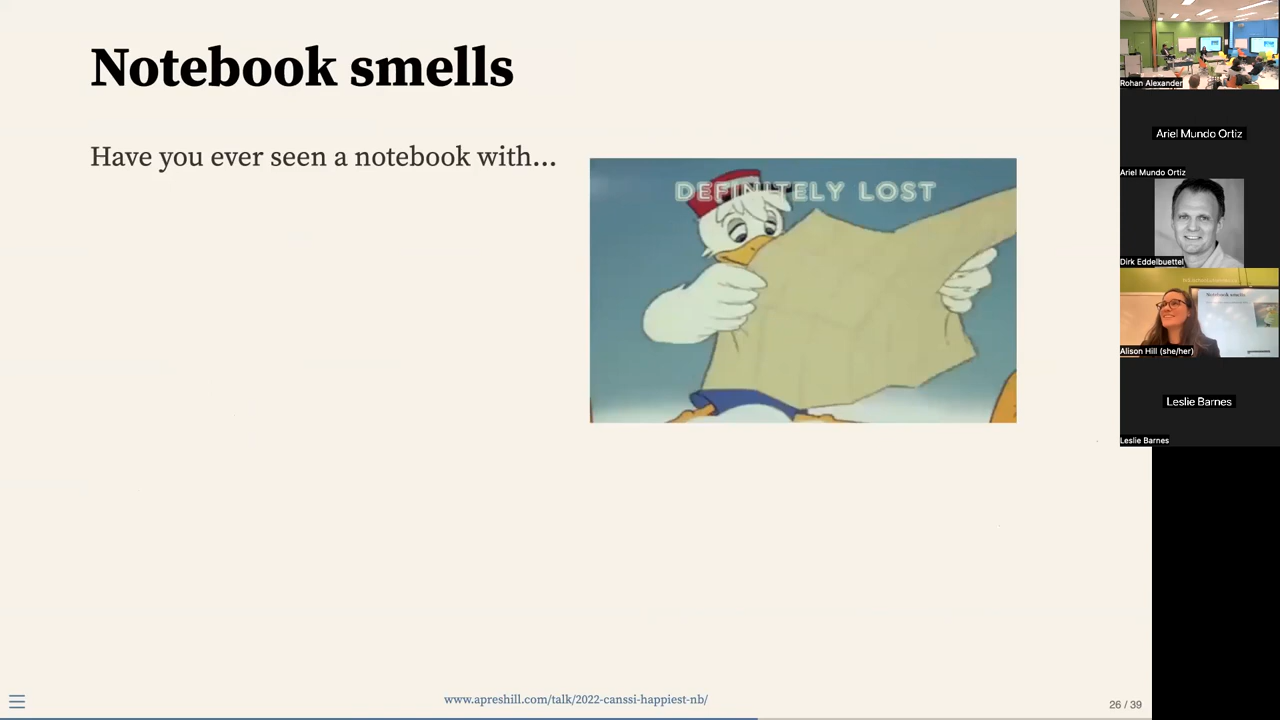 Notebook smells
Have you ever seen a notebook with...
DEFINITELY LOST
www.apreshill.com/talk/2022-canssi-happiest-nb/
26 / 39
Rohan Alexander
Ariel Mundo Ortiz
Ariel Mundo Ortiz
Dirk Eddelbuettel
Notebook smells
Alison Hill (she/her)
Leslie Barnes
Leslie Barnes